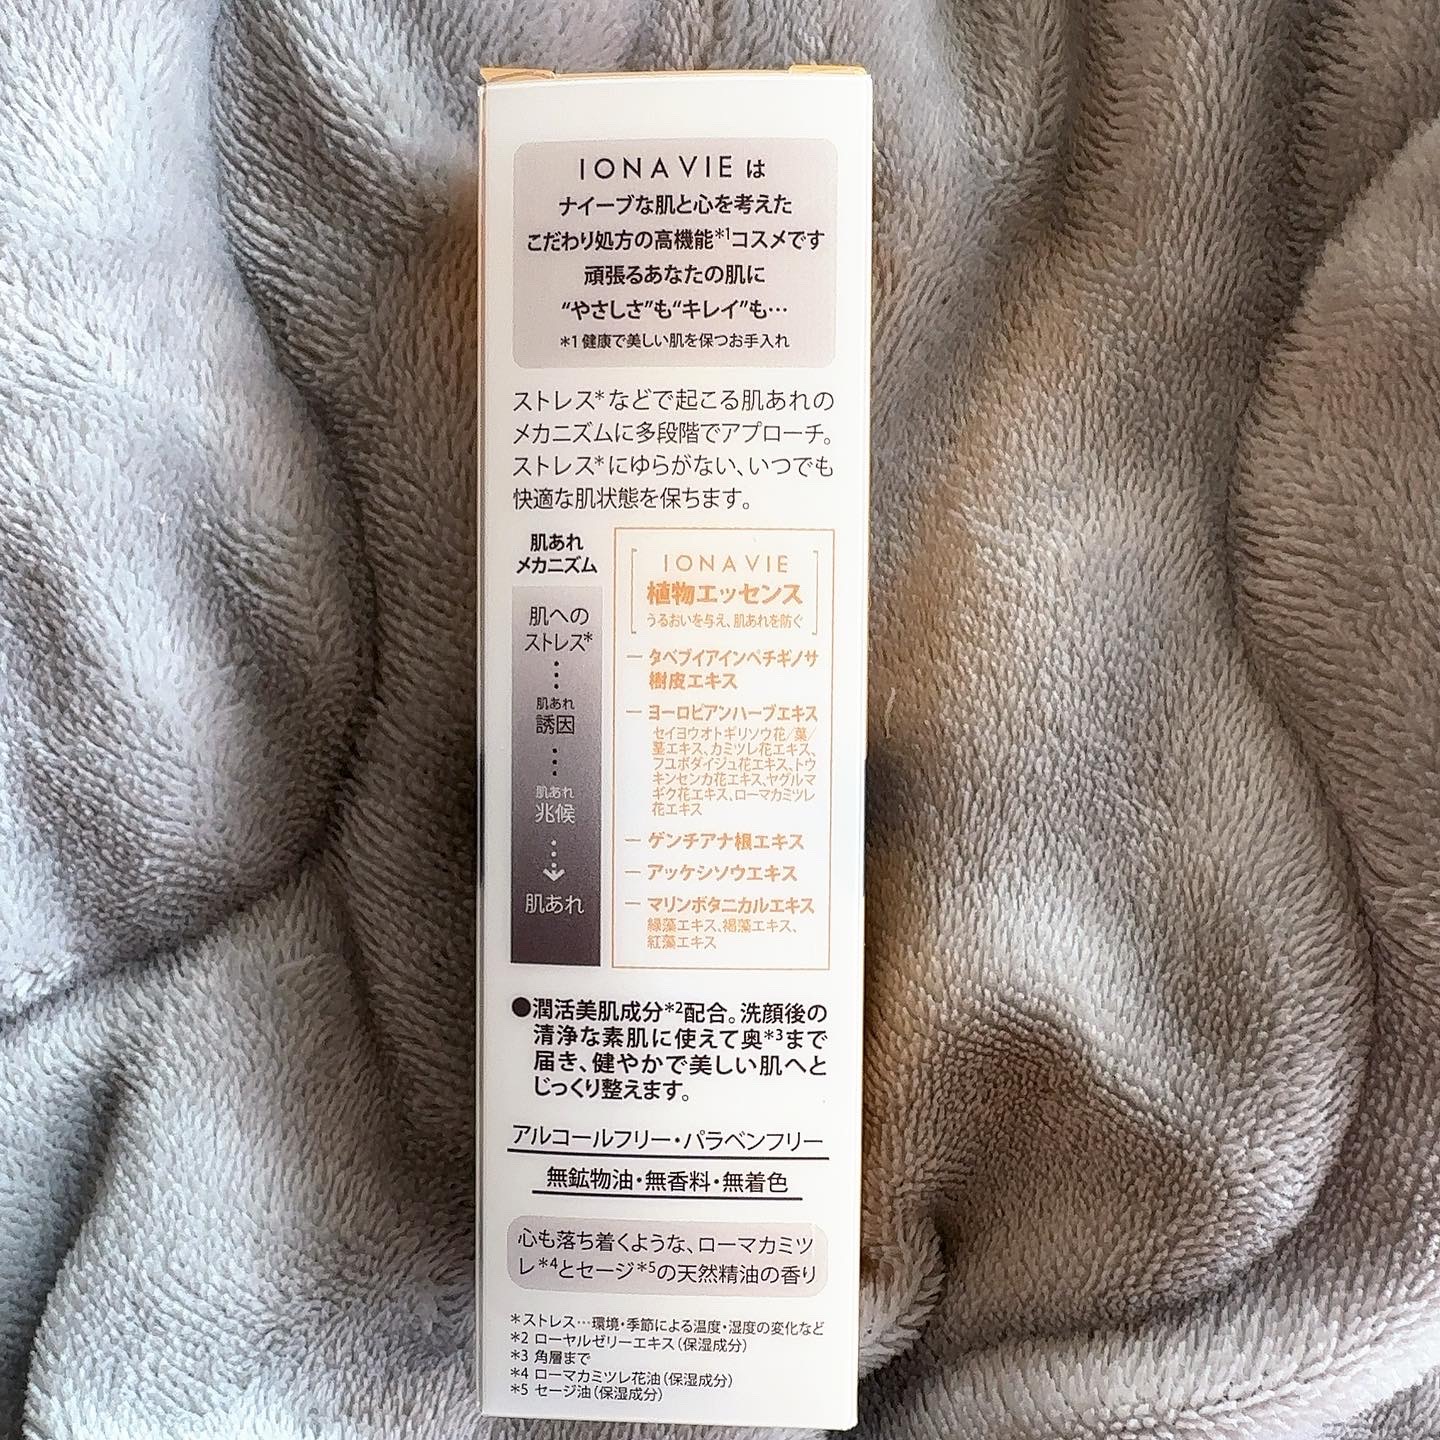 IONAVIE は
ナイーブな肌と心を考えた
こだわり処方の高機能*1コスメです
頑張るあなたの肌に
“やさしさ”も“キレイ”も…
*1 健康で美しい肌を保つお手入れ
ストレス*などで起こる肌あれの
メカニズムに多段階でアプローチ。
ストレス*にゆらがない、いつでも
快適な肌状態を保ちます。
肌あれ
メカニズム
肌への
ストレス*
肌あれ
誘因
肌あれ
兆候
肌あれ
IONAVIE
植物エッセンス
うるおいを与え、肌あれを防ぐ
タベブイアインペチギノサ
樹皮エキス
ヨーロピアンハーブエキス
セイヨウオトギリソウ花/葉/
茎エキス、カミツレ花エキス、
フユボダイジュ花エキス、トウ
キンセンカ花エキス、ヤグルマ
ギク花エキス、ローマカミツレ
花エキス
ゲンチアナ根エキス
アッケシソウエキス
マリンボタニカルエキス
緑藻エキス、褐藻エキス、
紅藻エキス
●潤活美肌成分*2配合。洗顔後の
清浄な素肌に使えて奥*3まで
届き、健やかで美しい肌へと
じっくり整えます。
アルコールフリー・パラベンフリー
無鉱物油・無香料・無着色
心も落ち着くような、ローマカミツ
レ*4とセージ*5の天然精油の香り
*ストレス…環境・季節による温度・湿度の変化など
*2 ローヤルゼリーエキス(保湿成分)
*3 角層まで
*4 ローマカミツレ花油(保湿成分)
*5 セージ油(保湿成分)